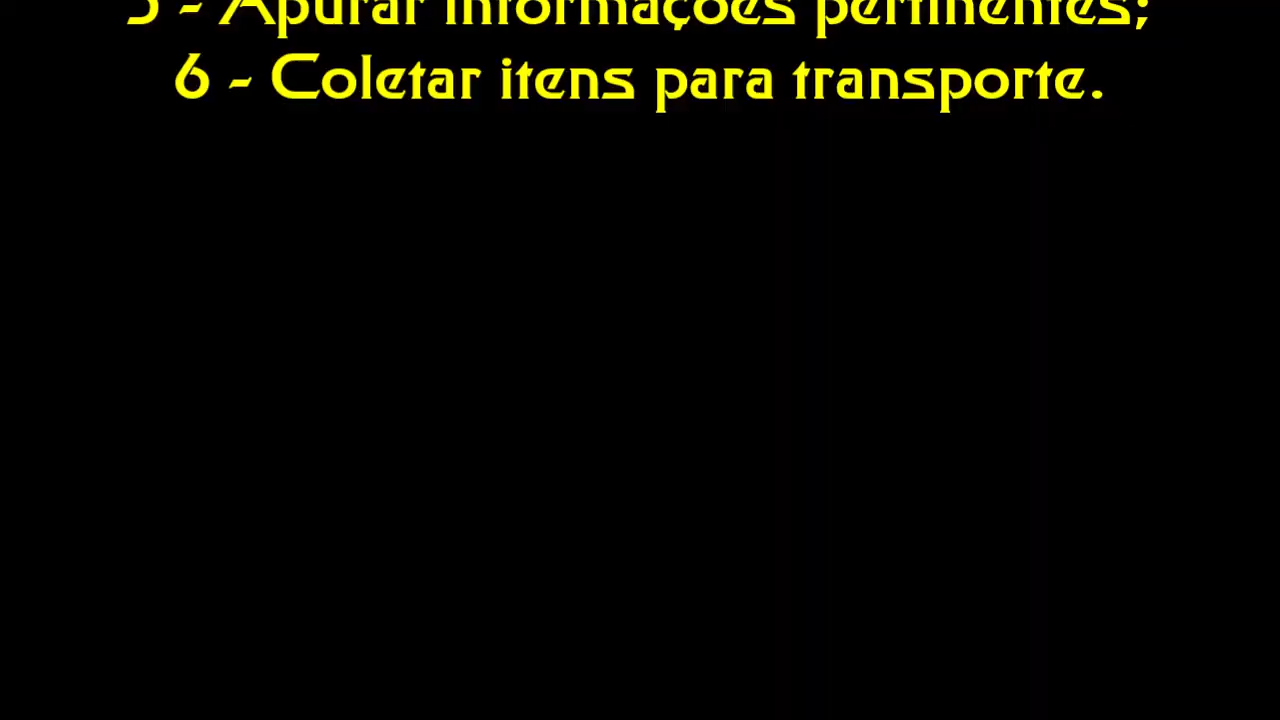 5 - Apurar informações pertinentes;
6 - Coletar itens para transporte.